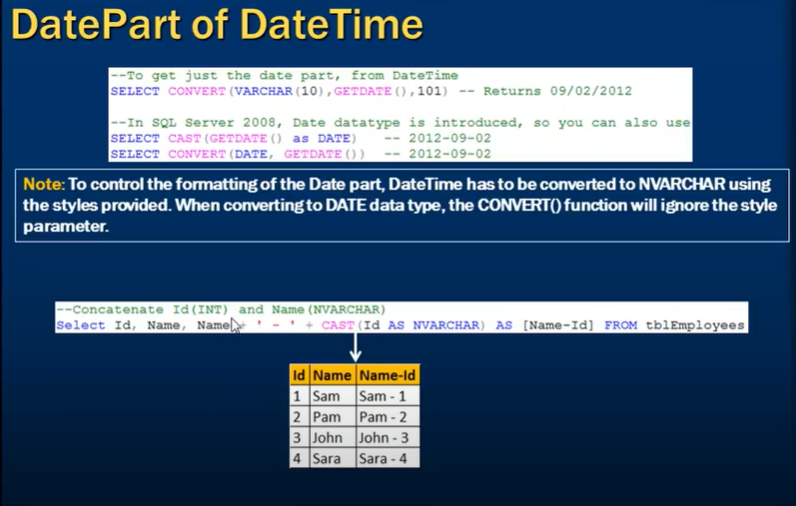 DatePart of DateTime
--To get just the date part, from DateTime
SELECT CONVERT(VARCHAR(10),GETDATE(),101) -- Returns 09/02/2012
--In SQL Server 2008, Date datatype is introduced, so you can also use
SELECT CAST(GETDATE() as DATE) -- 2012-09-02
SELECT CONVERT(DATE, GETDATE()) -- 2012-09-02
Note: To control the formatting of the Date part, DateTime has to be converted to NVARCHAR using
the styles provided. When converting to DATE data type, the CONVERT() function will ignore the style
parameter.
--Concatenate Id(INT) and Name(NVARCHAR)
Select Id, Name, Name + ' - ' + CAST(Id AS NVARCHAR) AS [Name-Id] FROM tblEmployees
Id Name Name-Id
1 Sam Sam - 1
2 Pam Pam - 2
3 John John - 3
4 Sara Sara - 4